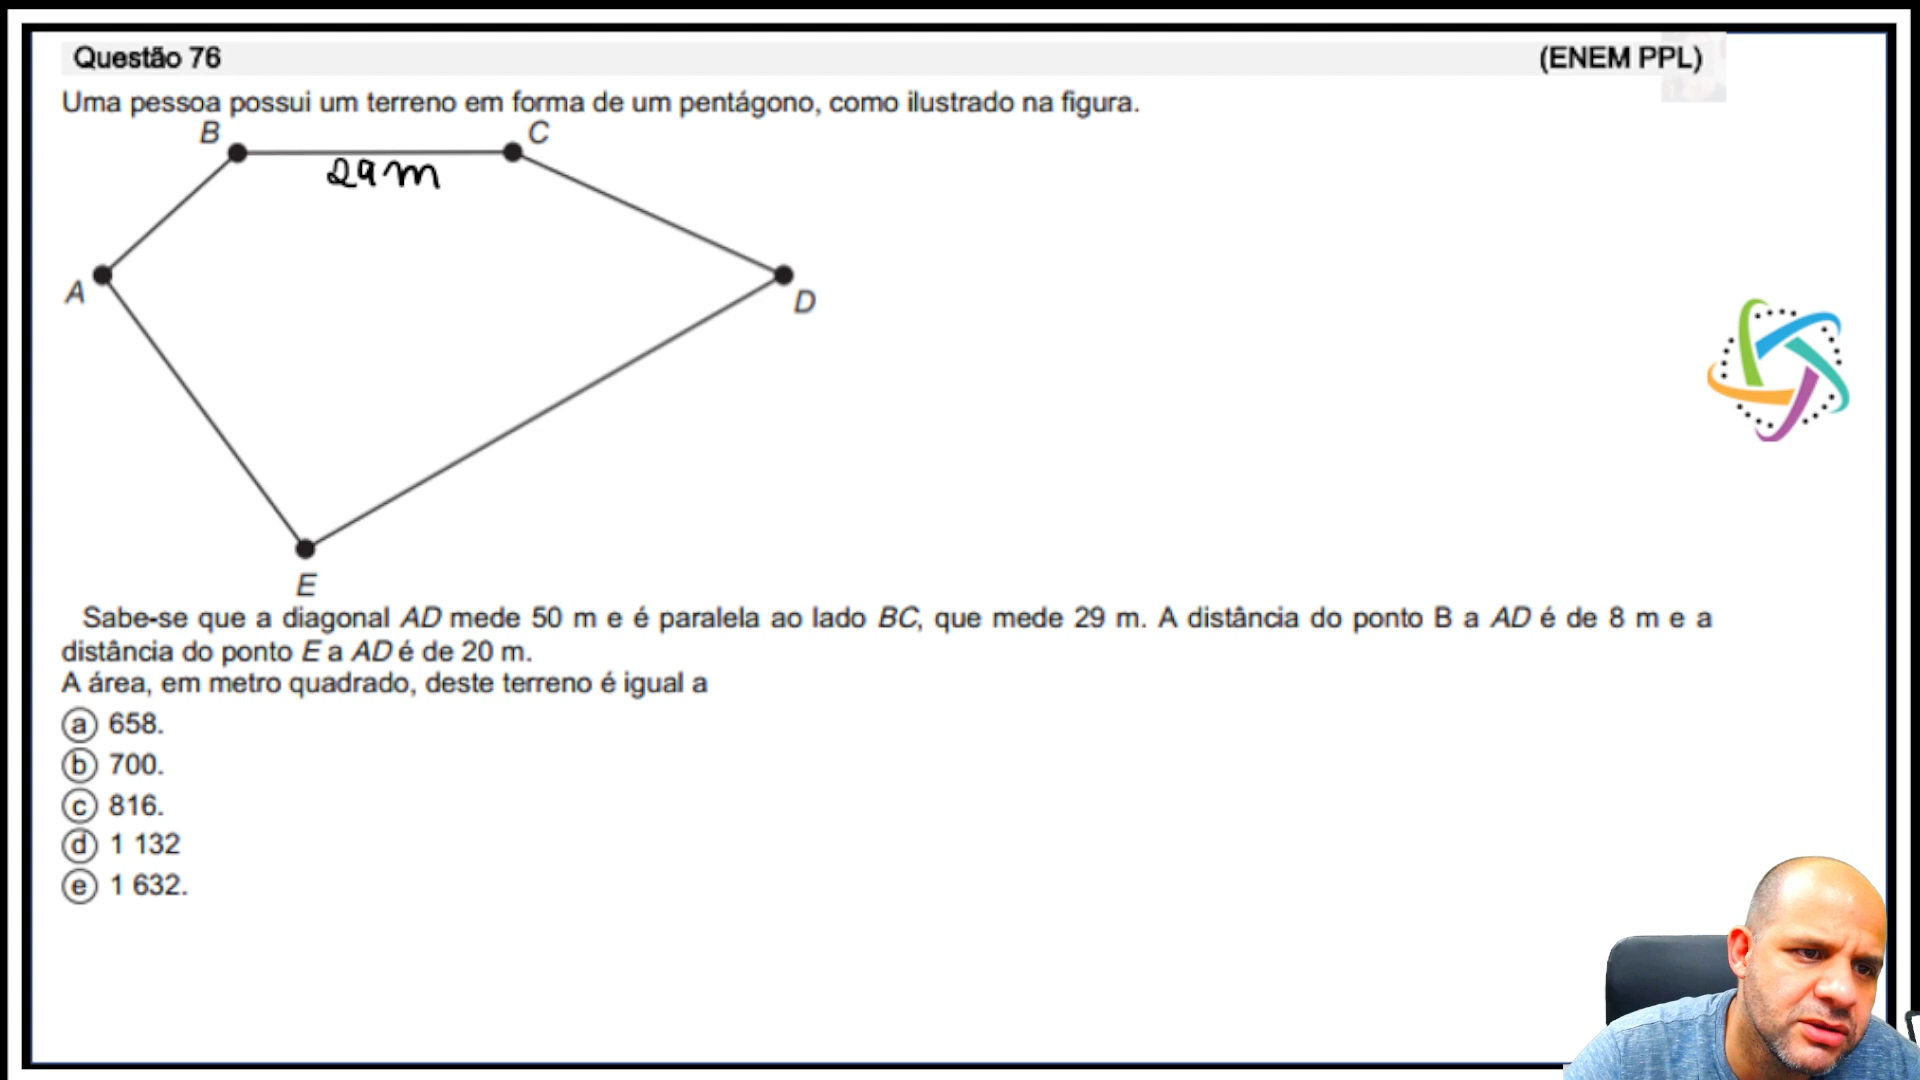 Questão 76 (ENEM PPL)
Uma pessoa possui um terreno em forma de um pentágono, como ilustrado na figura.
B C
29m
A
D
E
Sabe-se que a diagonal AD mede 50 m e é paralela ao lado BC, que mede 29 m. A distância do ponto B a AD é de 8 m e a
distância do ponto E a AD é de 20 m.
A área, em metro quadrado, deste terreno é igual a
a 658.
b 700.
c 816.
d 1 132
e 1 632.